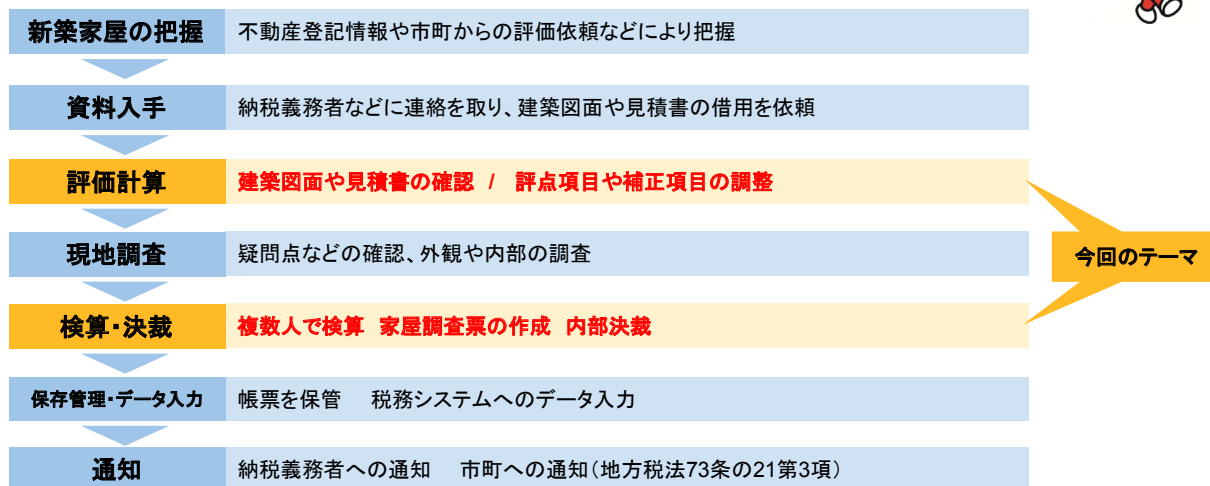 新築家屋の把握 不動産登記情報や市町からの評価依頼などにより把握
資料入手 納税義務者などに連絡を取り、建築図面や見積書の借用を依頼
評価計算 建築図面や見積書の確認 / 評点項目や補正項目の調整
現地調査 疑問点などの確認、外観や内部の調査
今回のテーマ
検算・決裁 複数人で検算 家屋調査票の作成 内部決裁
保存管理・データ入力 帳票を保管 税務システムへのデータ入力
通知 納税義務者への通知 市町への通知(地方税法73条の21第3項)